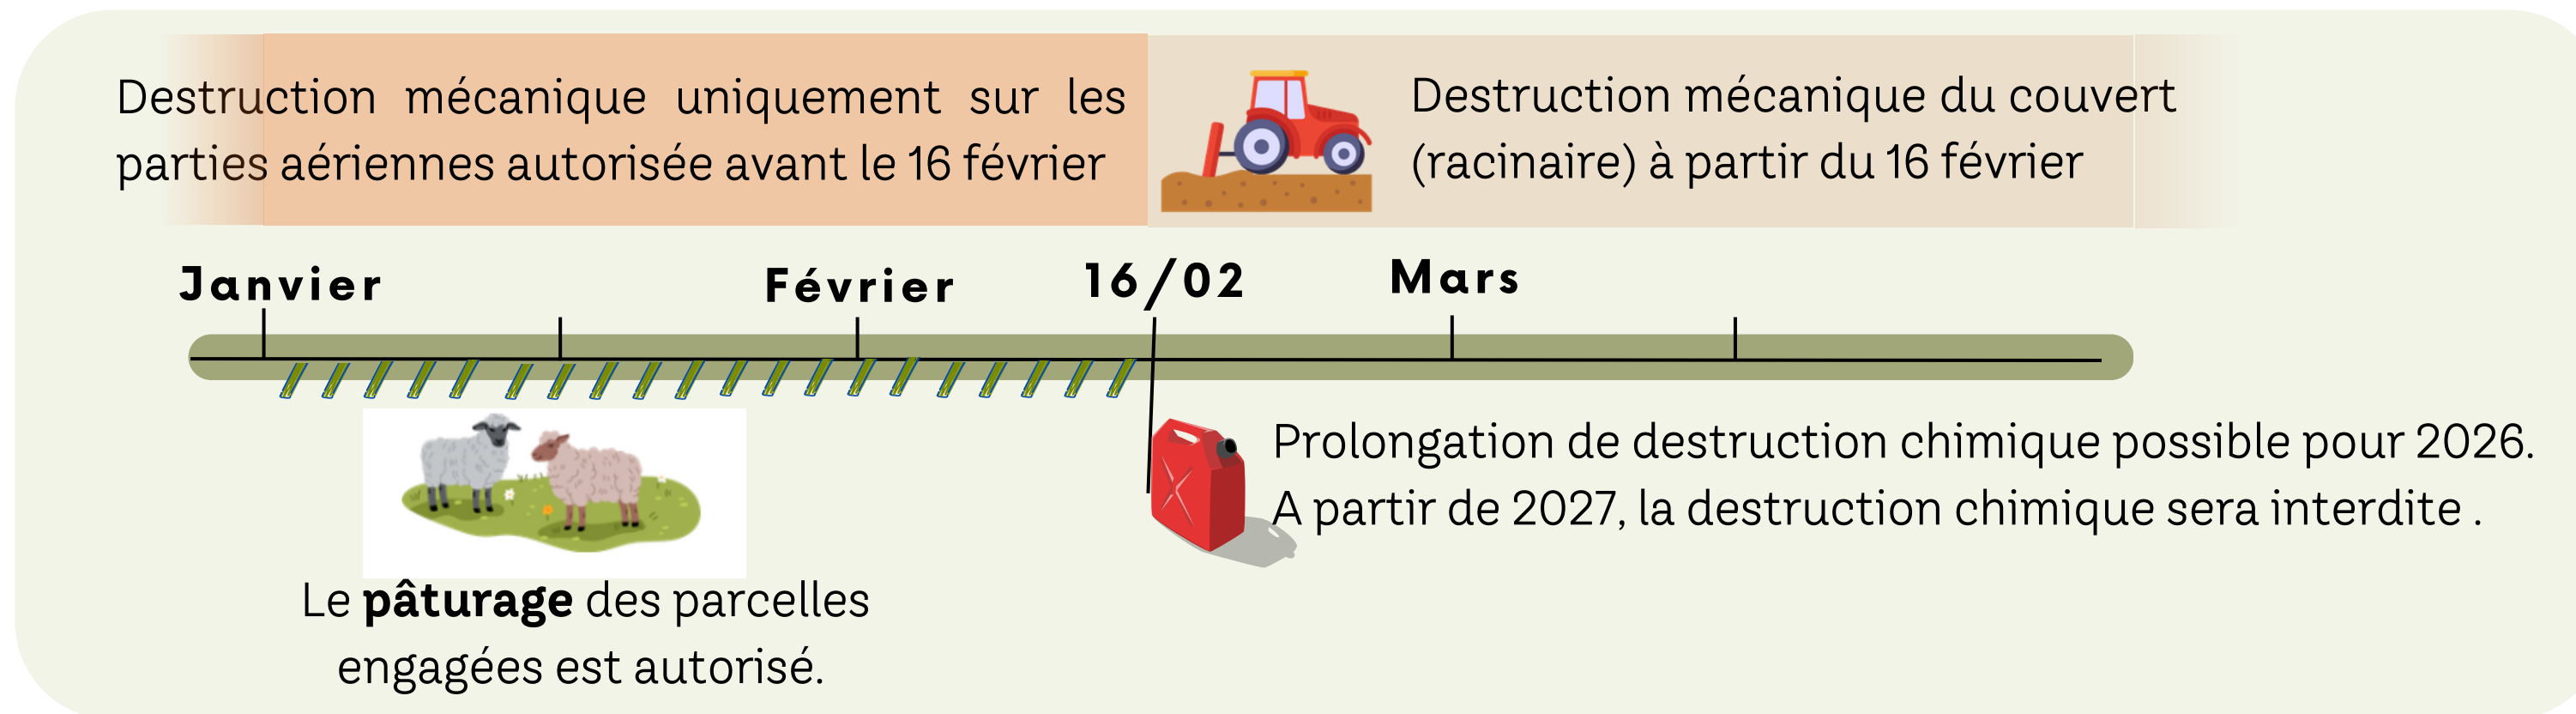 Destruction mécanique uniquement sur les
parties aériennes autorisée avant le 16 février
Destruction mécanique du couvert
(racinaire) à partir du 16 février
Janvier
Février
16/02
Mars
Prolongation de destruction chimique possible pour 2026.
A partir de 2027, la destruction chimique sera interdite .
Le pâturage des parcelles
engagées est autorisé.